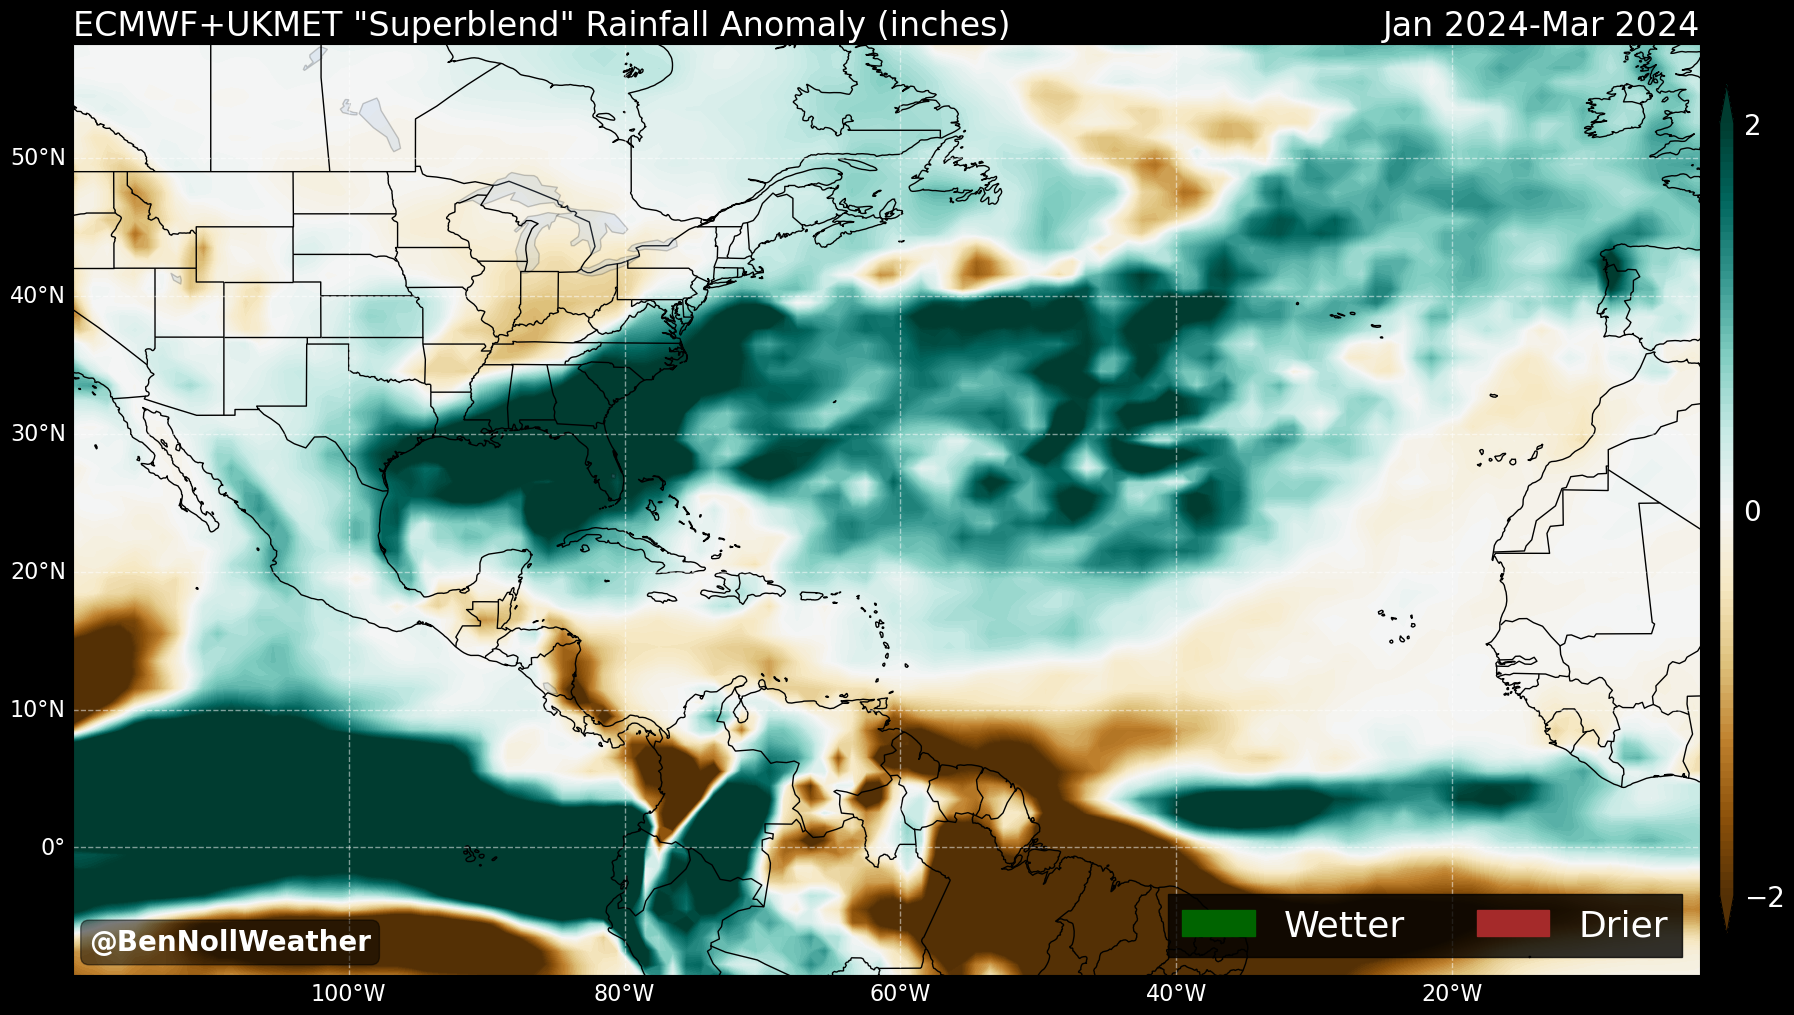 ECMWF+UKMET "Superblend" Rainfall Anomaly (inches)
Jan 2024-Mar 2024
50°N
40°N
30°N
20°N
10°N
0°
100°W
80°W
60°W
40°W
20°W
2
0
−2
@BenNollWeather
Wetter
Drier